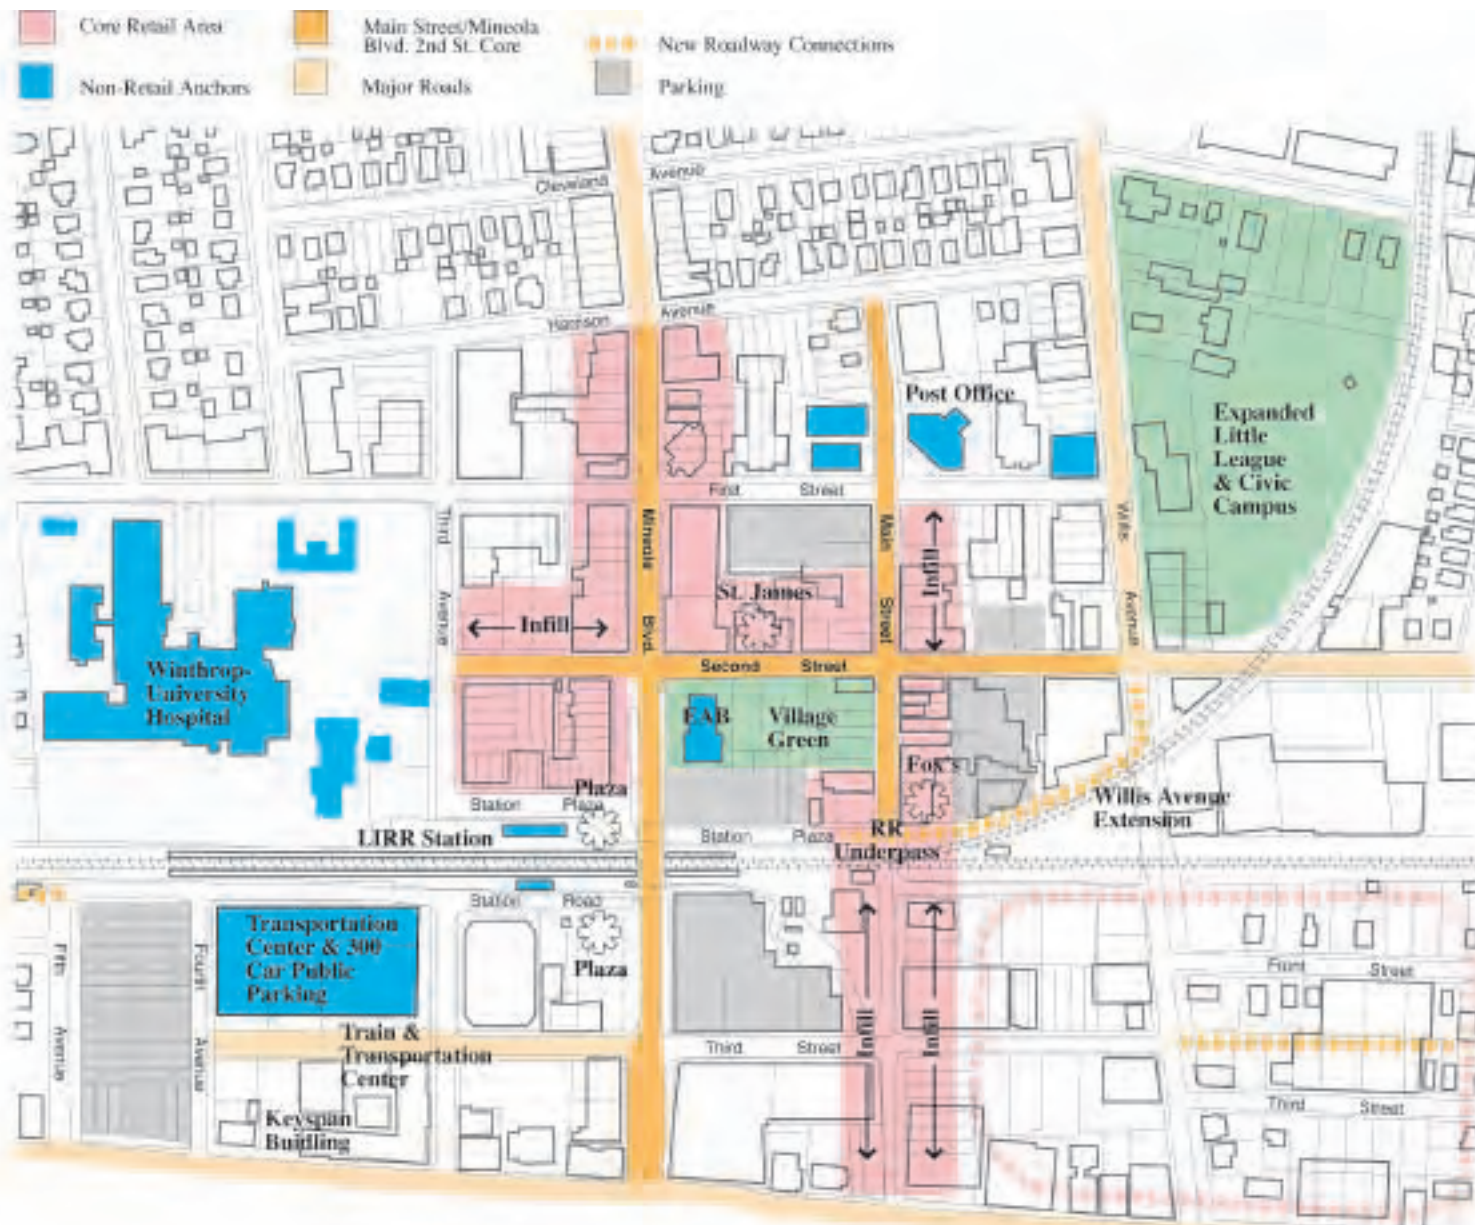 Core Retail Area
Main Street/Mineola
Blvd. 2nd St. Core
New Roadway Connections
Non-Retail Anchors
Major Roads
Parking
Cleveland
Avenue
Harrison
Avenue
Post Office
Expanded
Little
League
& Civic
Campus
First
Street
Third
Avenue
Mineola
Blvd.
Main
Street
Infill
Willis
Avenue
St. James
Infill
Second
Street
Winthrop-
University
Hospital
EAB
Village
Green
Fox's
Plaza
Station
Plaza
Willis Avenue
Extension
LIRR Station
Station
Plaza
RR
Underpass
Station
Road
Transportation
Center & 300
Car Public
Parking
Plaza
Fifth
Avenue
Fourth
Avenue
Front
Street
Infill
Infill
Train &
Transportation
Center
Third
Street
Third
Street
Keyspan
Buidling